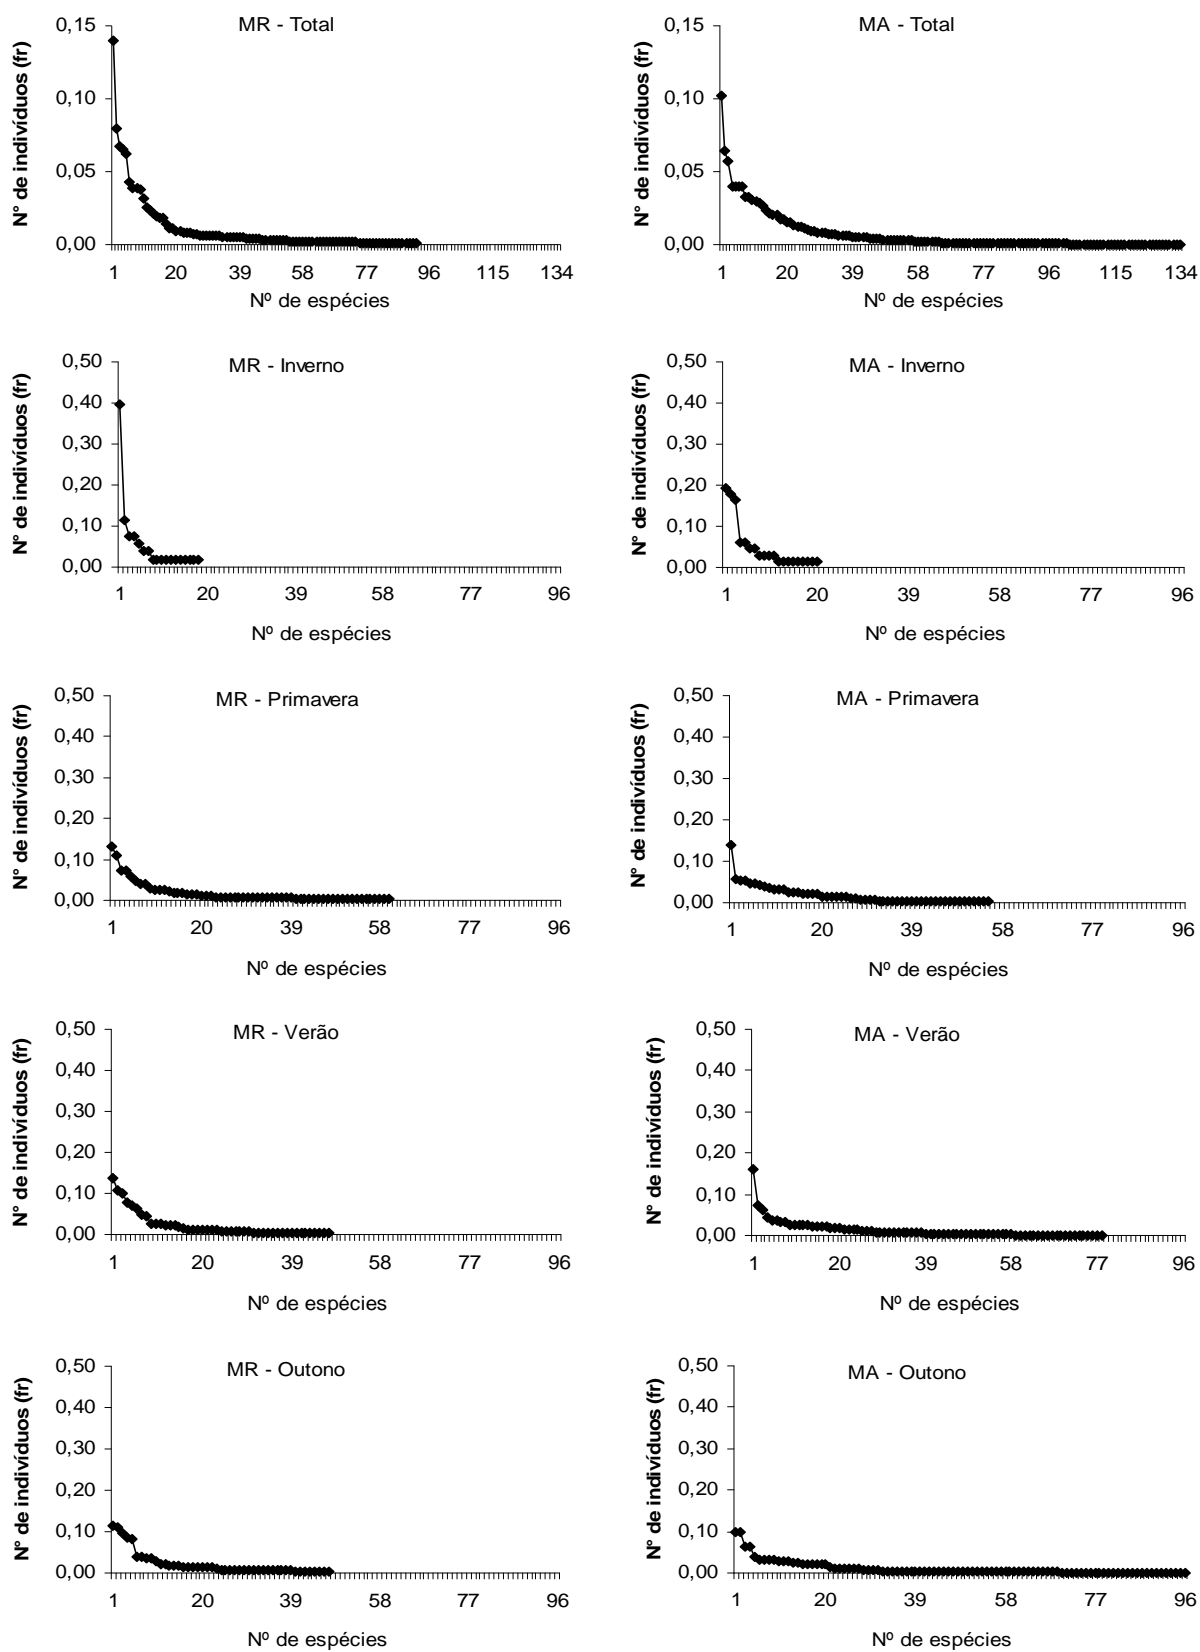 MR - Total
N° de indivíduos (fr)
0,15
0,10
0,05
0,00
1 20 39 58 77 96 115 134
Nº de espécies
MA - Total
N° de indivíduos (fr)
0,15
0,10
0,05
0,00
1 20 39 58 77 96 115 134
Nº de espécies
MR - Inverno
N° de indivíduos (fr)
0,50
0,40
0,30
0,20
0,10
0,00
1 20 39 58 77 96
Nº de espécies
MA - Inverno
N° de indivíduos (fr)
0,50
0,40
0,30
0,20
0,10
0,00
1 20 39 58 77 96
Nº de espécies
MR - Primavera
N° de indivíduos (fr)
0,50
0,40
0,30
0,20
0,10
0,00
1 20 39 58 77 96
Nº de espécies
MA - Primavera
N° de indivíduos (fr)
0,50
0,40
0,30
0,20
0,10
0,00
1 20 39 58 77 96
Nº de espécies
MR - Verão
N° de indivíduos (fr)
0,50
0,40
0,30
0,20
0,10
0,00
1 20 39 58 77 96
Nº de espécies
MA - Verão
N° de indivíduos (fr)
0,50
0,40
0,30
0,20
0,10
0,00
1 20 39 58 77 96
Nº de espécies
MR - Outono
N° de indivíduos (fr)
0,50
0,40
0,30
0,20
0,10
0,00
1 20 39 58 77 96
Nº de espécies
MA - Outono
N° de indivíduos (fr)
0,50
0,40
0,30
0,20
0,10
0,00
1 20 39 58 77 96
Nº de espécies